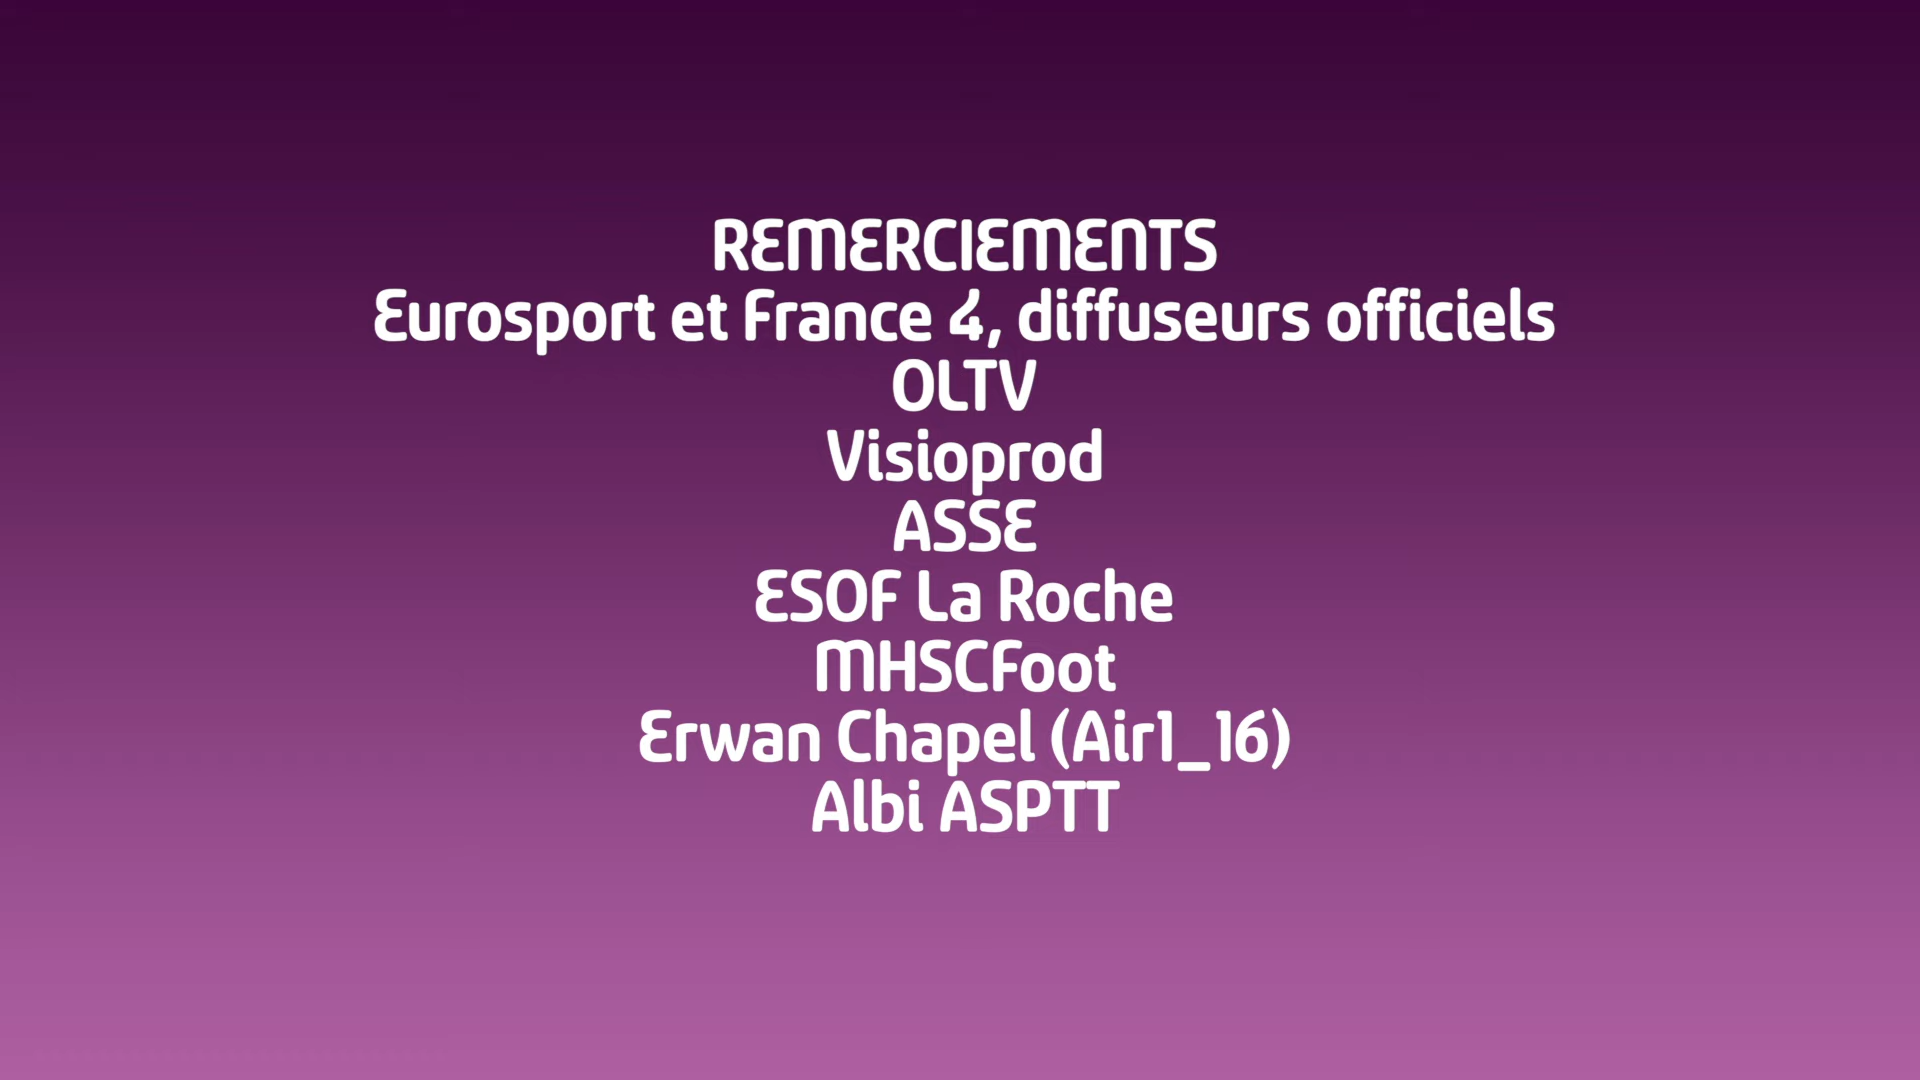 REMERCIEMENTS
Eurosport et France 4, diffuseurs officiels
OLTV
Visioprod
ASSE
ESOF La Roche
MHSCFoot
Erwan Chapel (Air1_16)
Albi ASPTT